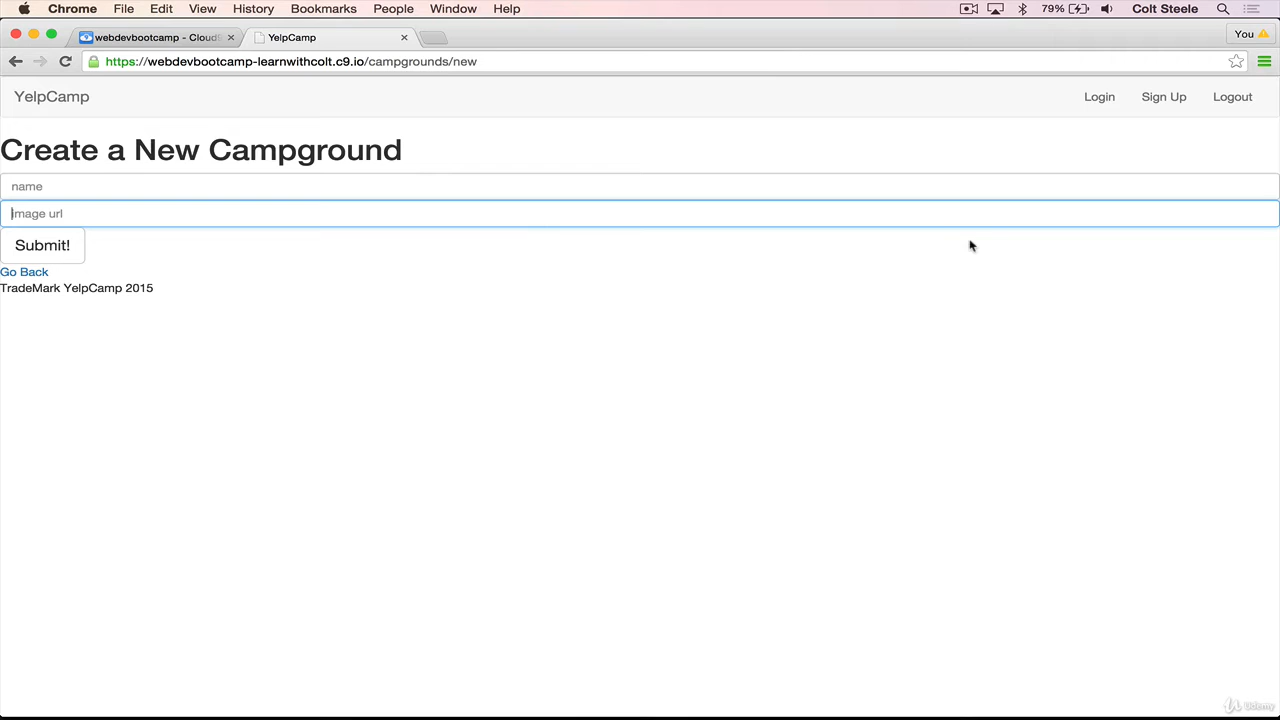 Chrome File Edit View History Bookmarks People Window Help 79% Colt Steele
webdevbootcamp - Cloud9 YelpCamp You
https://webdevbootcamp-learnwithcolt.c9.io/campgrounds/new
YelpCamp Login Sign Up Logout
Create a New Campground
name
image url
Submit!
Go Back
TradeMark YelpCamp 2015
Udemy